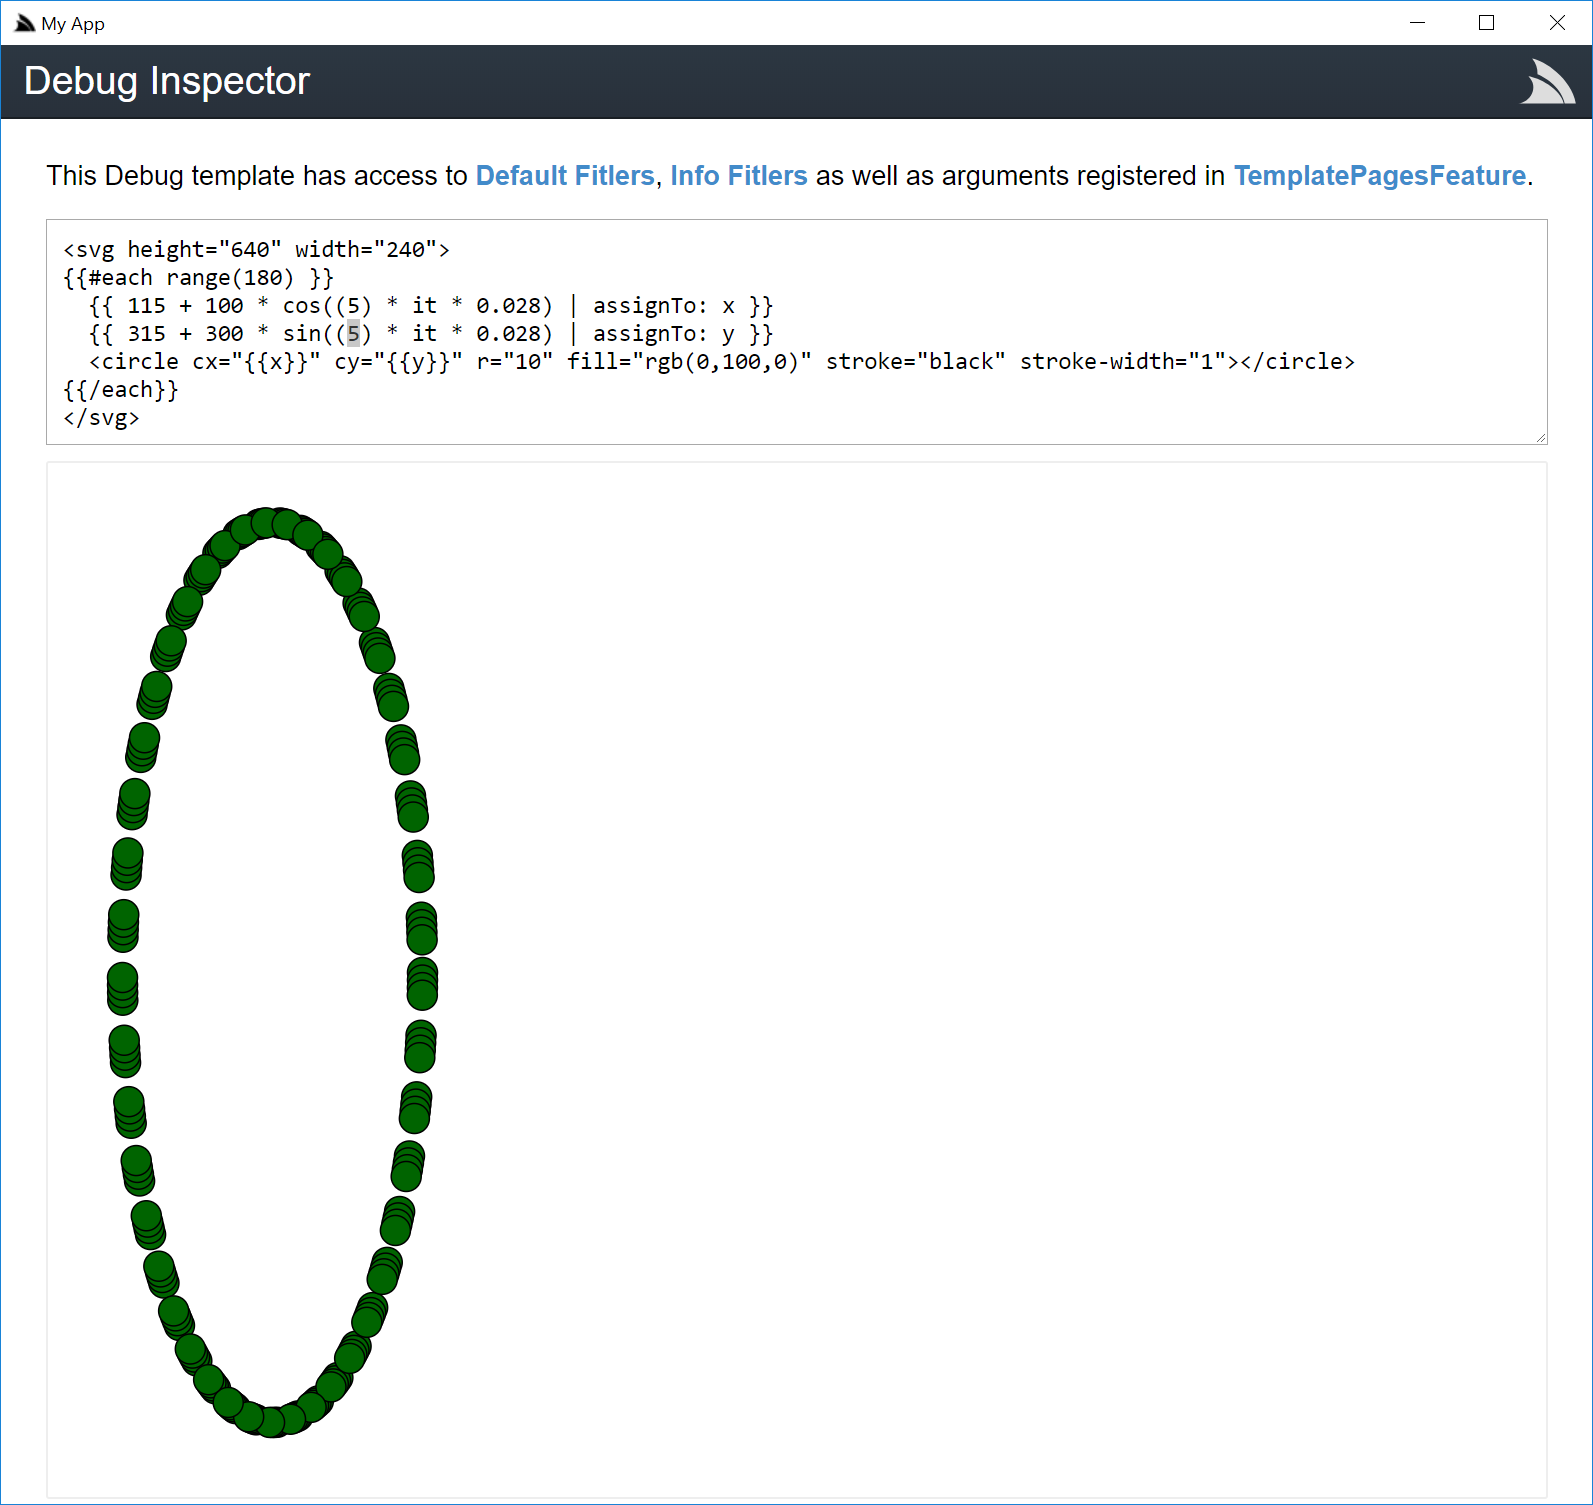 My App
Debug Inspector
This Debug template has access to Default Fitlers, Info Fitlers as well as arguments registered in TemplatePagesFeature.
<svg height="640" width="240">
{{#each range(180) }}
  {{ 115 + 100 * cos((5) * it * 0.028) | assignTo: x }}
  {{ 315 + 300 * sin((5) * it * 0.028) | assignTo: y }}
  <circle cx="{{x}}" cy="{{y}}" r="10" fill="rgb(0,100,0)" stroke="black" stroke-width="1"></circle>
{{/each}}
</svg>